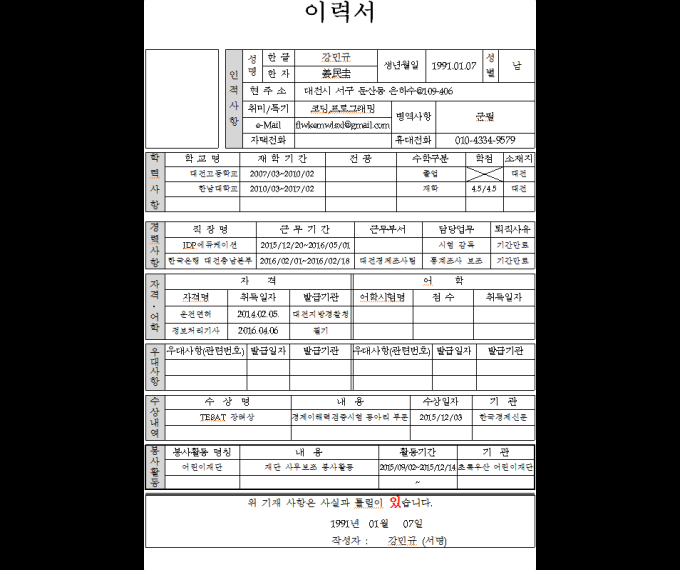 이력서
인적사항
성명 한 글 강민규 생년월일 1991.01.07 성별 남
한 자 姜民圭
현 주 소 대전시 서구 둔산동 은하수@109-406
취미/특기 코딩,프로그래밍 병역사항 군필
e-Mail
자택전화 휴대전화 010-4334-9579
학력사항
학 교 명 재 학 기 간 전 공 수학구분 학점 소재지
대전고등학교 2007/03~2010/02 졸업 대전
한남대학교 2010/03~2017/02 재학 4.5/4.5 대전
경력사항
직 장 명 근 무 기 간 근무부서 담당업무 퇴직사유
JDP에듀케이션 2015/12/20~2016/05/01 시험 감독 기간만료
한국은행 대전충남본부 2016/02/01~2016/02/18 대전경제조사팀 통계조사 보조 기간만료
자격·어학
자 격 어 학
자격명 취득일자 발급기관 어학시험명 점 수 취득일자
운전면허 2014.02.05. 대전지방경찰청
정보처리기사 2016.04.06 필기
우대사항
우대사항(관련번호) 발급일자 발급기관 우대사항(관련번호) 발급일자 발급기관
수상내역
수 상 명 내 용 수상일자 기 관
TESAT 장려상 경제이해력검증시험 동아리 부문 2015/12/03 한국경제신문
봉사활동
봉사활동 명칭 내 용 활동기간 기 관
어린이재단 재단 사무보조 봉사활동 2015/09/02~2015/12/14 초록우산 어린이재단
~
위 기재 사항은 사실과 틀림이 있습니다.
1991년 01월 07일
작성자 : 강민규 (서명)